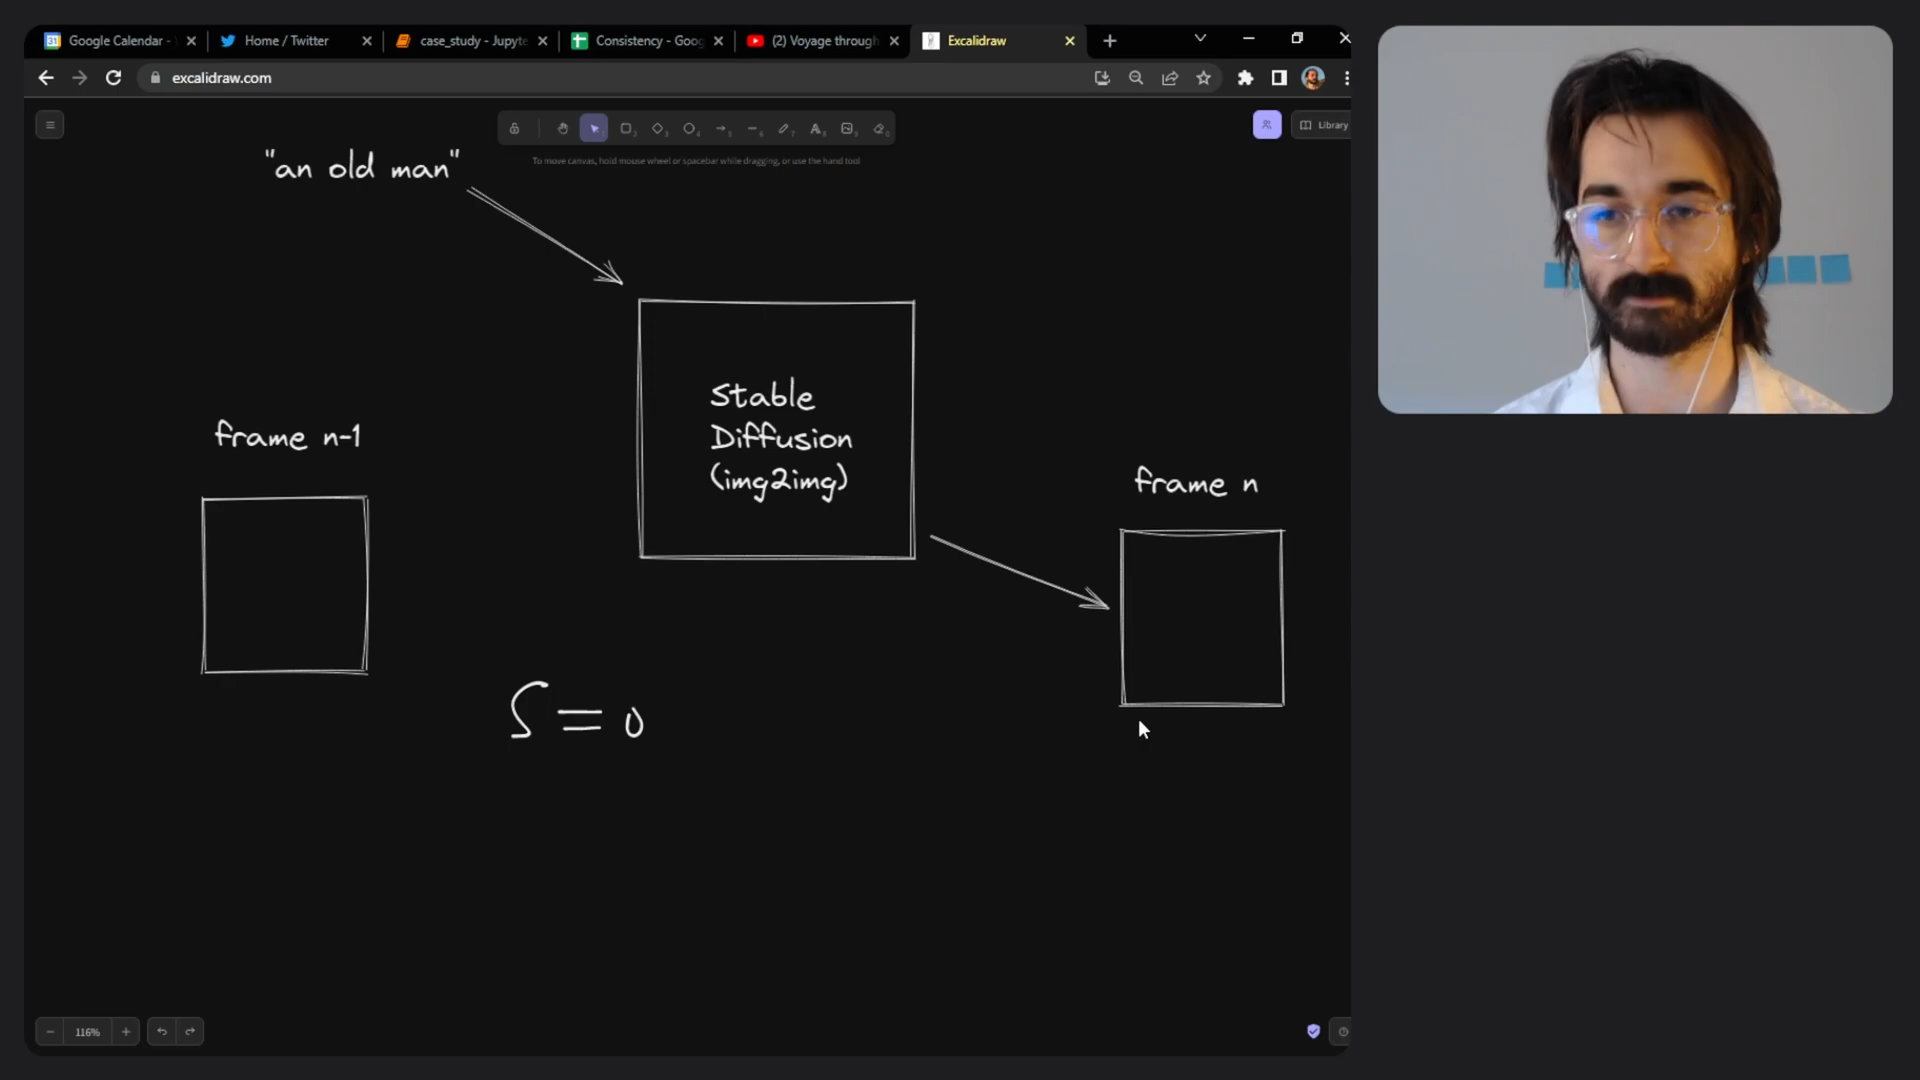 Google Calendar -
Home / Twitter
case_study - Jupyte
Consistency - Goog
(2) Voyage through
Excalidraw
excalidraw.com
To move canvas, hold mouse wheel or spacebar while dragging, or use the hand tool
Library
"an old man"
Stable
Diffusion
(img2img)
frame n-1
frame n
S = 0
116%